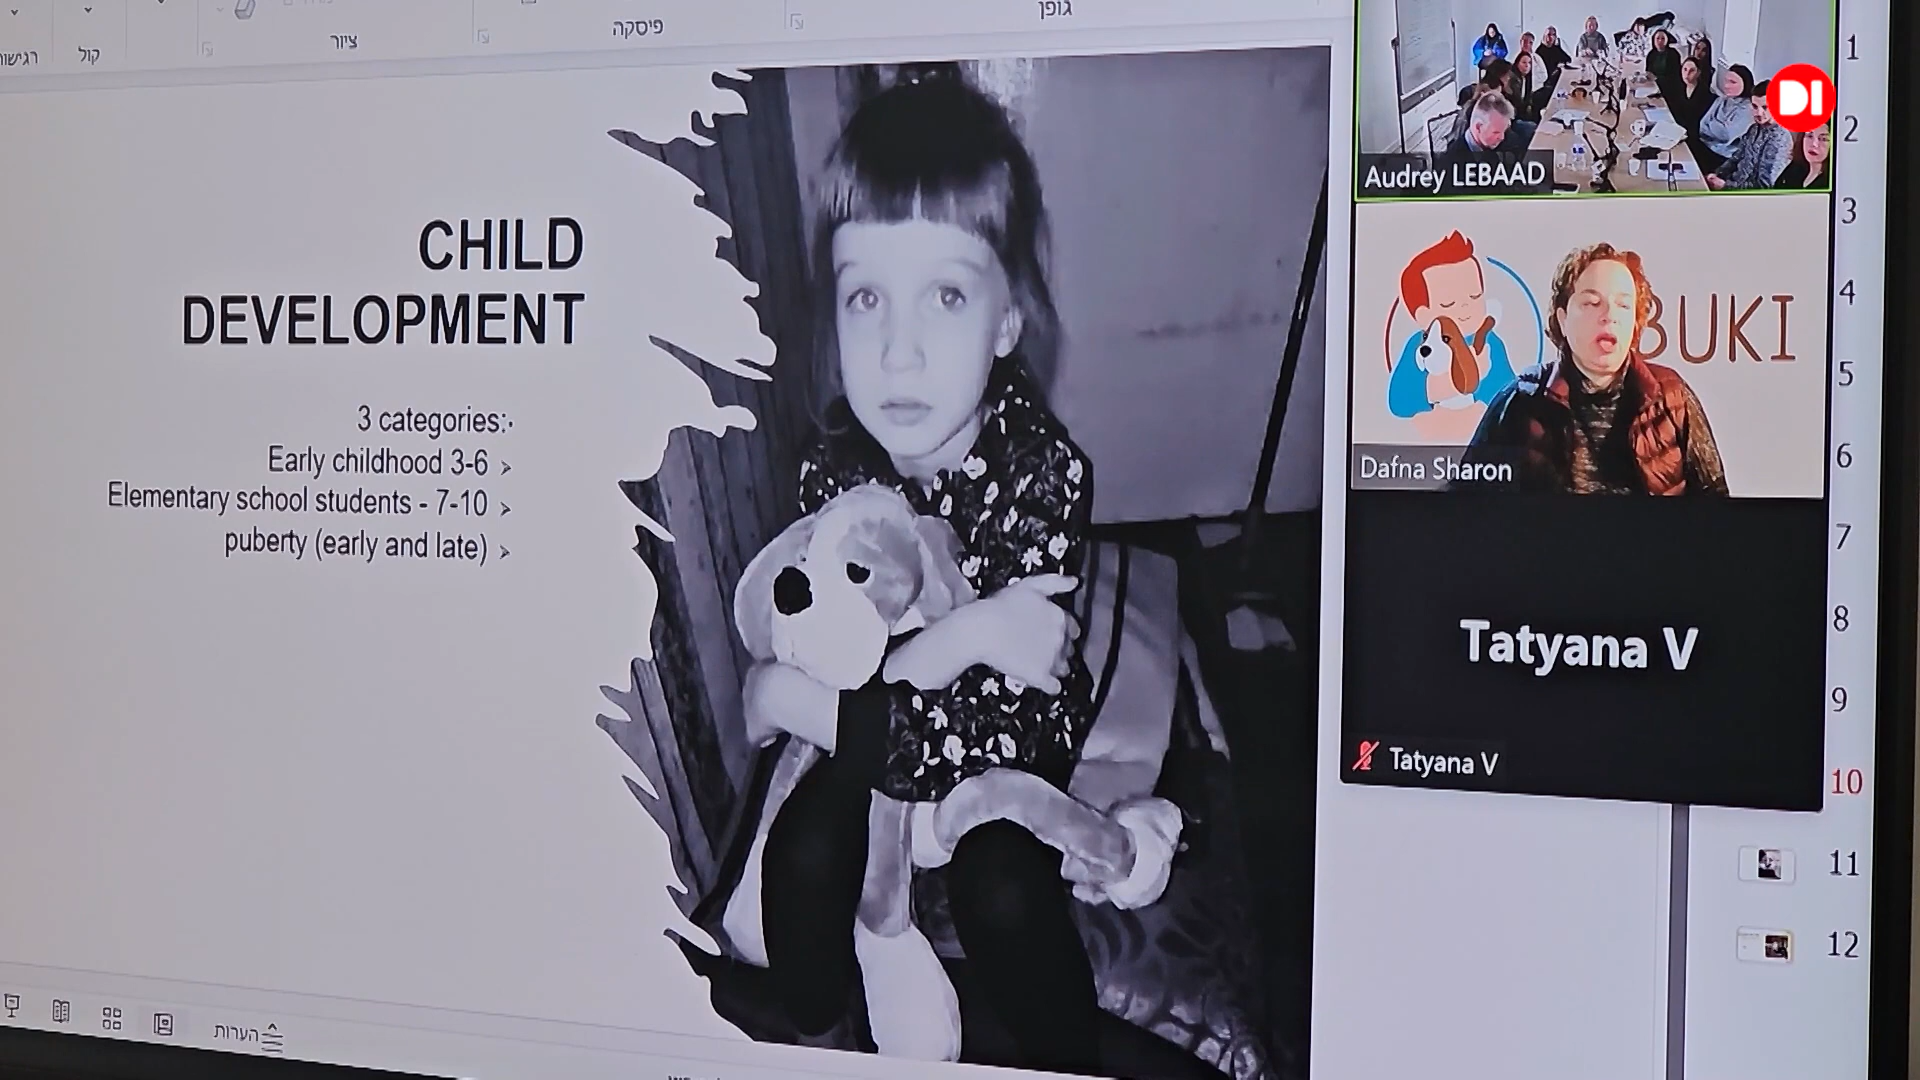 רגישור
קול
ציור
פיסקה
גופן
CHILD
DEVELOPMENT
3 categories:
Early childhood 3-6
Elementary school students - 7-10
puberty (early and late)
הערות
Audrey LEBAAD
DI
BUKI
Dafna Sharon
Tatyana V
Tatyana V
1
2
3
4
5
6
7
8
9
10
11
12